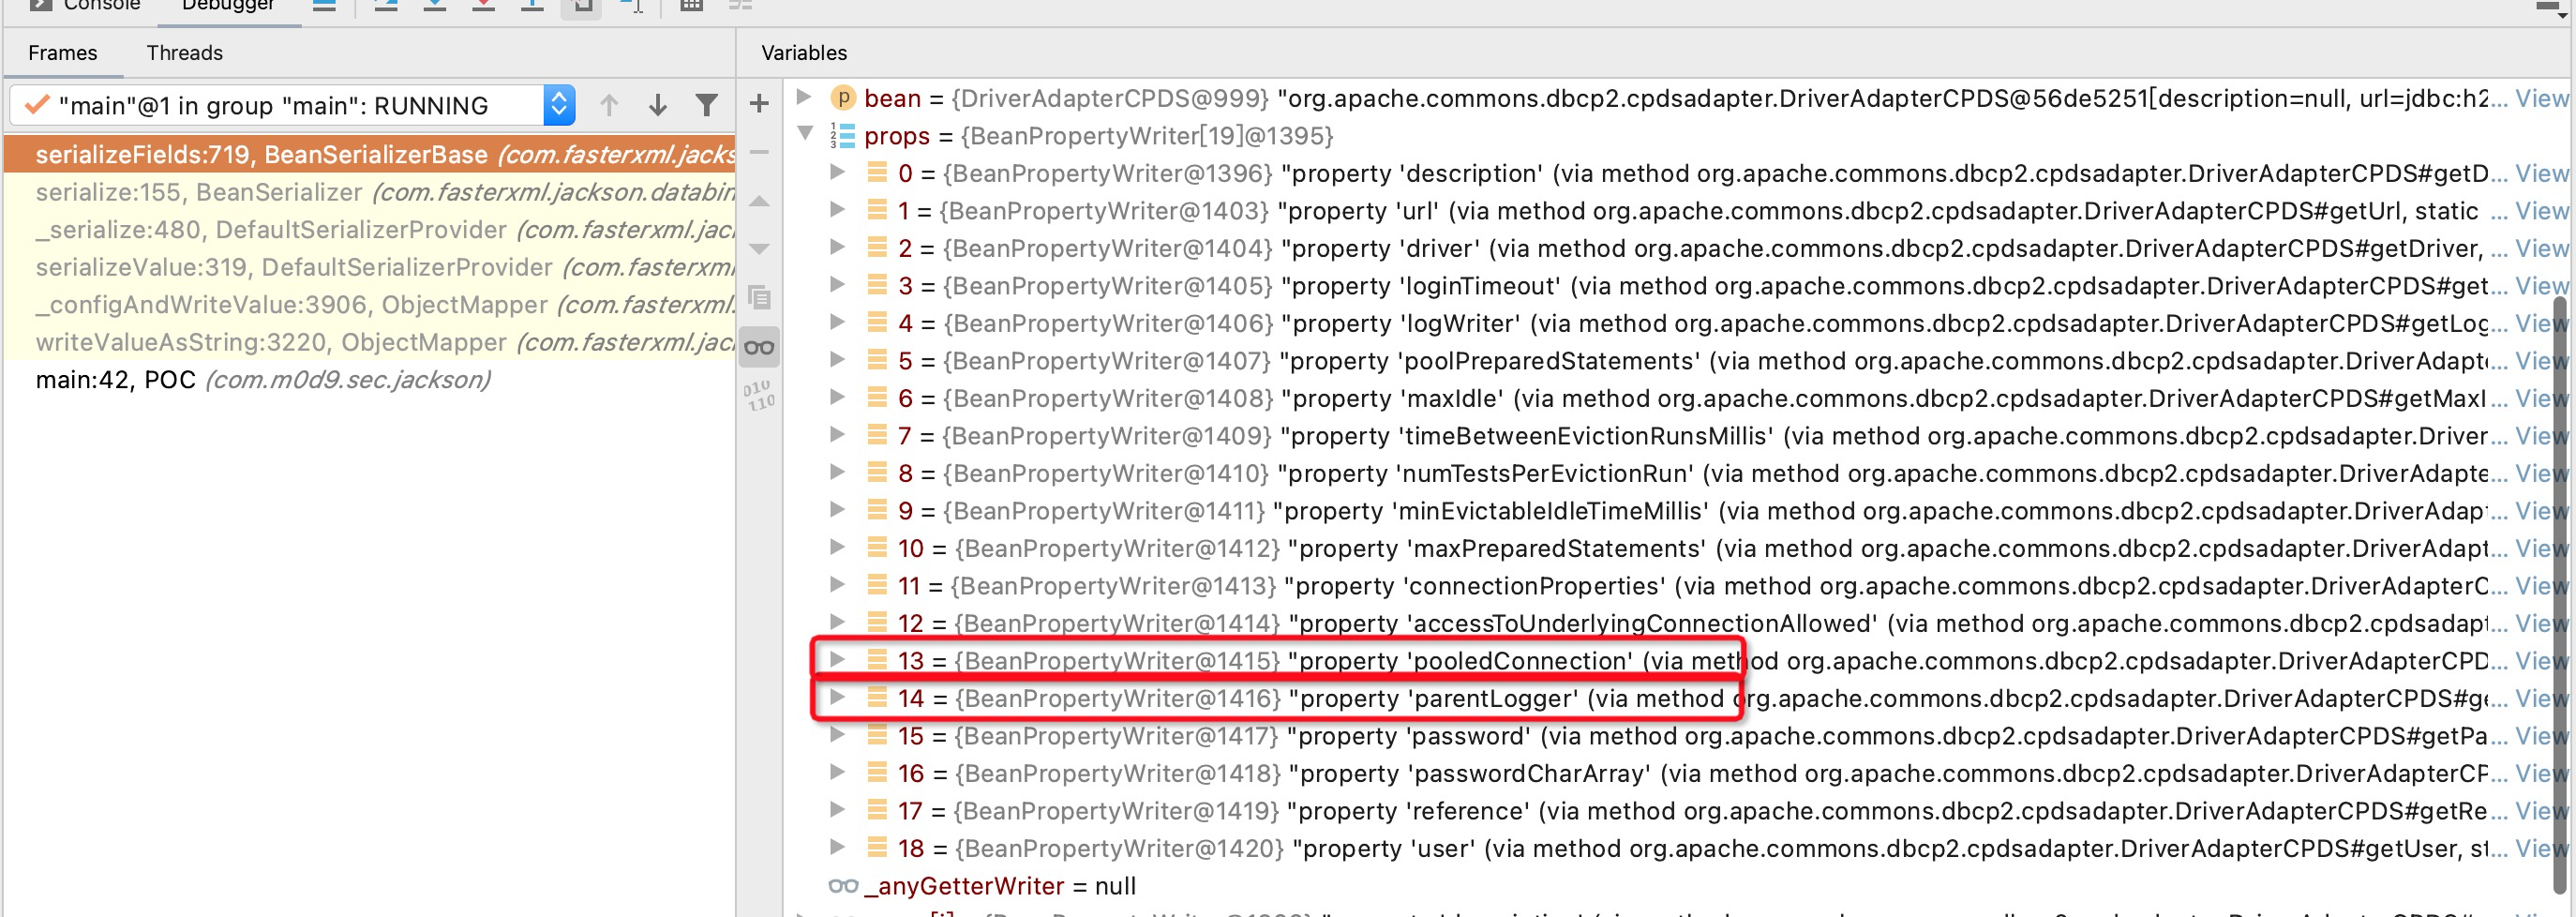 Console Debugger
Frames Threads
Variables
"main"@1 in group "main": RUNNING
serializeFields:719, BeanSerializerBase (com.fasterxml.jacks
serialize:155, BeanSerializer (com.fasterxml.jackson.databin
_serialize:480, DefaultSerializerProvider (com.fasterxml.jac
serializeValue:319, DefaultSerializerProvider (com.fasterxml
_configAndWriteValue:3906, ObjectMapper (com.fasterxml.
writeValueAsString:3220, ObjectMapper (com.fasterxml.jac
main:42, POC (com.m0d9.sec.jackson)
p bean = {DriverAdapterCPDS@999} "org.apache.commons.dbcp2.cpdsadapter.DriverAdapterCPDS@56de5251[description=null, url=jdbc:h2... View
props = {BeanPropertyWriter[19]@1395}
0 = {BeanPropertyWriter@1396} "property 'description' (via method org.apache.commons.dbcp2.cpdsadapter.DriverAdapterCPDS#getD... View
1 = {BeanPropertyWriter@1403} "property 'url' (via method org.apache.commons.dbcp2.cpdsadapter.DriverAdapterCPDS#getUrl, static ... View
2 = {BeanPropertyWriter@1404} "property 'driver' (via method org.apache.commons.dbcp2.cpdsadapter.DriverAdapterCPDS#getDriver, ... View
3 = {BeanPropertyWriter@1405} "property 'loginTimeout' (via method org.apache.commons.dbcp2.cpdsadapter.DriverAdapterCPDS#get... View
4 = {BeanPropertyWriter@1406} "property 'logWriter' (via method org.apache.commons.dbcp2.cpdsadapter.DriverAdapterCPDS#getLog... View
5 = {BeanPropertyWriter@1407} "property 'poolPreparedStatements' (via method org.apache.commons.dbcp2.cpdsadapter.DriverAdapt... View
6 = {BeanPropertyWriter@1408} "property 'maxIdle' (via method org.apache.commons.dbcp2.cpdsadapter.DriverAdapterCPDS#getMaxI... View
7 = {BeanPropertyWriter@1409} "property 'timeBetweenEvictionRunsMillis' (via method org.apache.commons.dbcp2.cpdsadapter.Driver... View
8 = {BeanPropertyWriter@1410} "property 'numTestsPerEvictionRun' (via method org.apache.commons.dbcp2.cpdsadapter.DriverAdapte... View
9 = {BeanPropertyWriter@1411} "property 'minEvictableIdleTimeMillis' (via method org.apache.commons.dbcp2.cpdsadapter.DriverAdap... View
10 = {BeanPropertyWriter@1412} "property 'maxPreparedStatements' (via method org.apache.commons.dbcp2.cpdsadapter.DriverAdapt... View
11 = {BeanPropertyWriter@1413} "property 'connectionProperties' (via method org.apache.commons.dbcp2.cpdsadapter.DriverAdapterC... View
12 = {BeanPropertyWriter@1414} "property 'accessToUnderlyingConnectionAllowed' (via method org.apache.commons.dbcp2.cpdsadapt... View
13 = {BeanPropertyWriter@1415} "property 'pooledConnection' (via method org.apache.commons.dbcp2.cpdsadapter.DriverAdapterCPD... View
14 = {BeanPropertyWriter@1416} "property 'parentLogger' (via method org.apache.commons.dbcp2.cpdsadapter.DriverAdapterCPDS#ge... View
15 = {BeanPropertyWriter@1417} "property 'password' (via method org.apache.commons.dbcp2.cpdsadapter.DriverAdapterCPDS#getPa... View
16 = {BeanPropertyWriter@1418} "property 'passwordCharArray' (via method org.apache.commons.dbcp2.cpdsadapter.DriverAdapterCP... View
17 = {BeanPropertyWriter@1419} "property 'reference' (via method org.apache.commons.dbcp2.cpdsadapter.DriverAdapterCPDS#getRe... View
18 = {BeanPropertyWriter@1420} "property 'user' (via method org.apache.commons.dbcp2.cpdsadapter.DriverAdapterCPDS#getUser, st... View
_anyGetterWriter = null